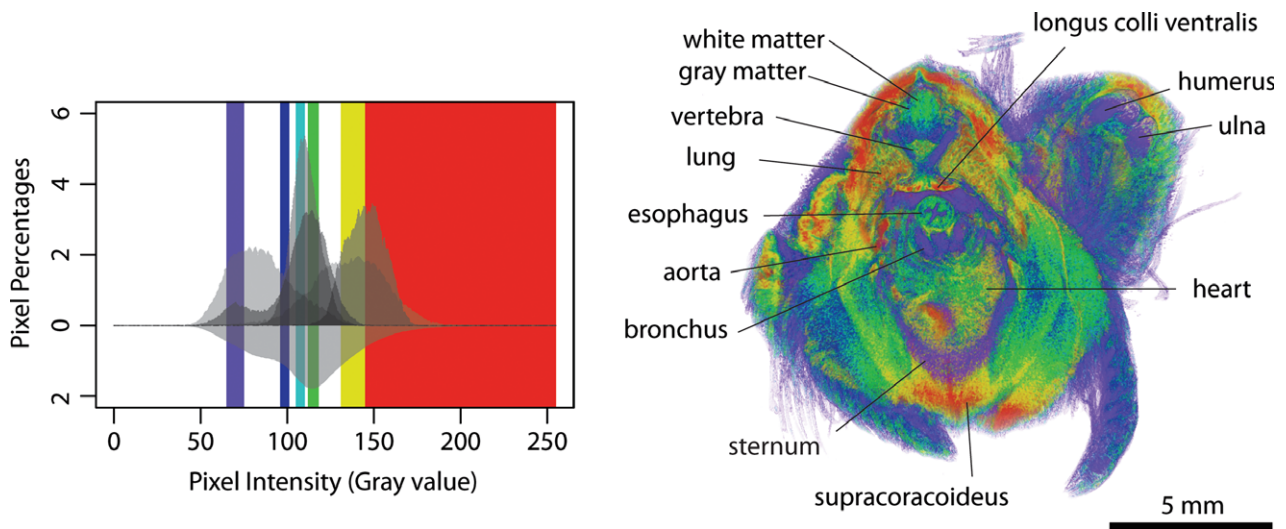 6
4
2
0
2
Pixel Percentages
0 50 100 150 200 250
Pixel Intensity (Gray value)
white matter
gray matter
vertebra
lung
esophagus
aorta
bronchus
sternum
supracoracoideus
longus colli ventralis
humerus
ulna
heart
5 mm